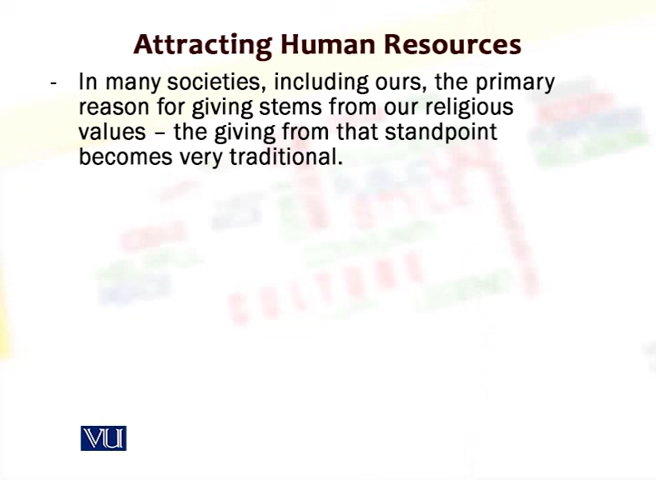 Attracting Human Resources
- In many societies, including ours, the primary
reason for giving stems from our religious
values – the giving from that standpoint
becomes very traditional.
CULTURE
VU